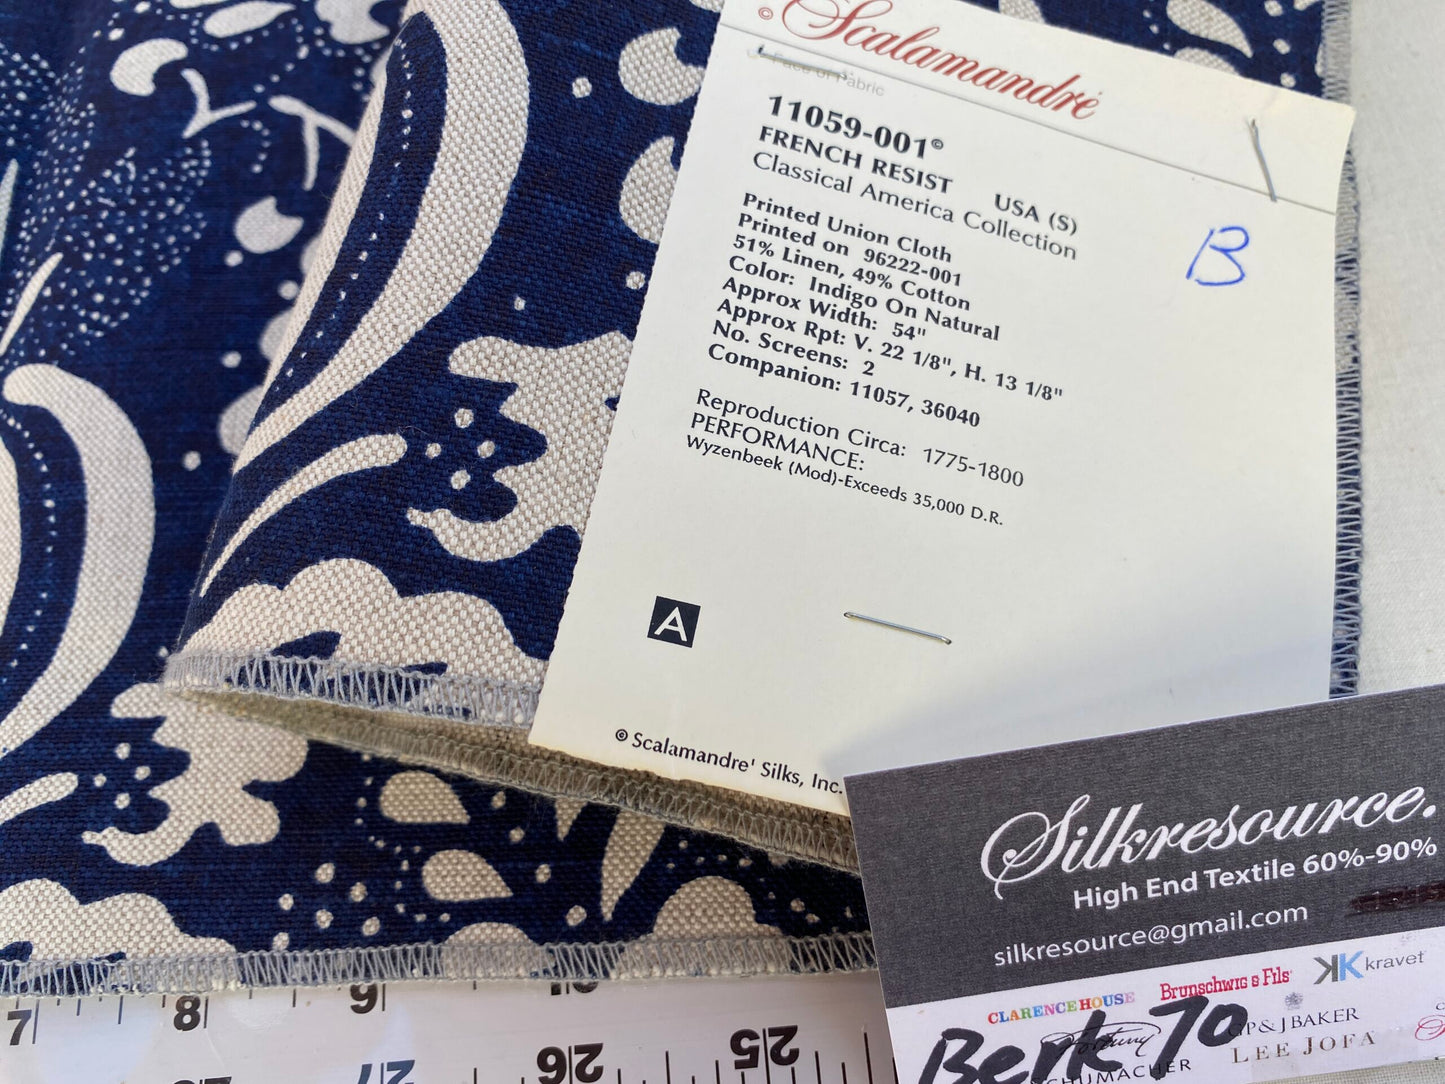 © Scalamandré
Face of Fabric
11059-001©
FRENCH RESIST USA (S)
Classical America Collection
Printed Union Cloth
Printed on 96222-001
51% Linen, 49% Cotton
Color: Indigo On Natural
Approx Width: 54"
Approx Rpt: V. 22 1/8", H. 13 1/8"
No. Screens: 2
Companion: 11057, 36040
Reproduction Circa: 1775-1800
PERFORMANCE:
Wyzenbeek (Mod)-Exceeds 35,000 D.R.
B
A
© Scalamandre' Silks, Inc.
Silkresource.
High End Textile 60%-90%
silkresource@gmail.com
CLARENCE HOUSE
BRUNSCHWIG & FILS
kravet
GP & J BAKER
LEE JOFA
Fortuny
SCHUMACHER
70
7 8 9 10
27 26 25